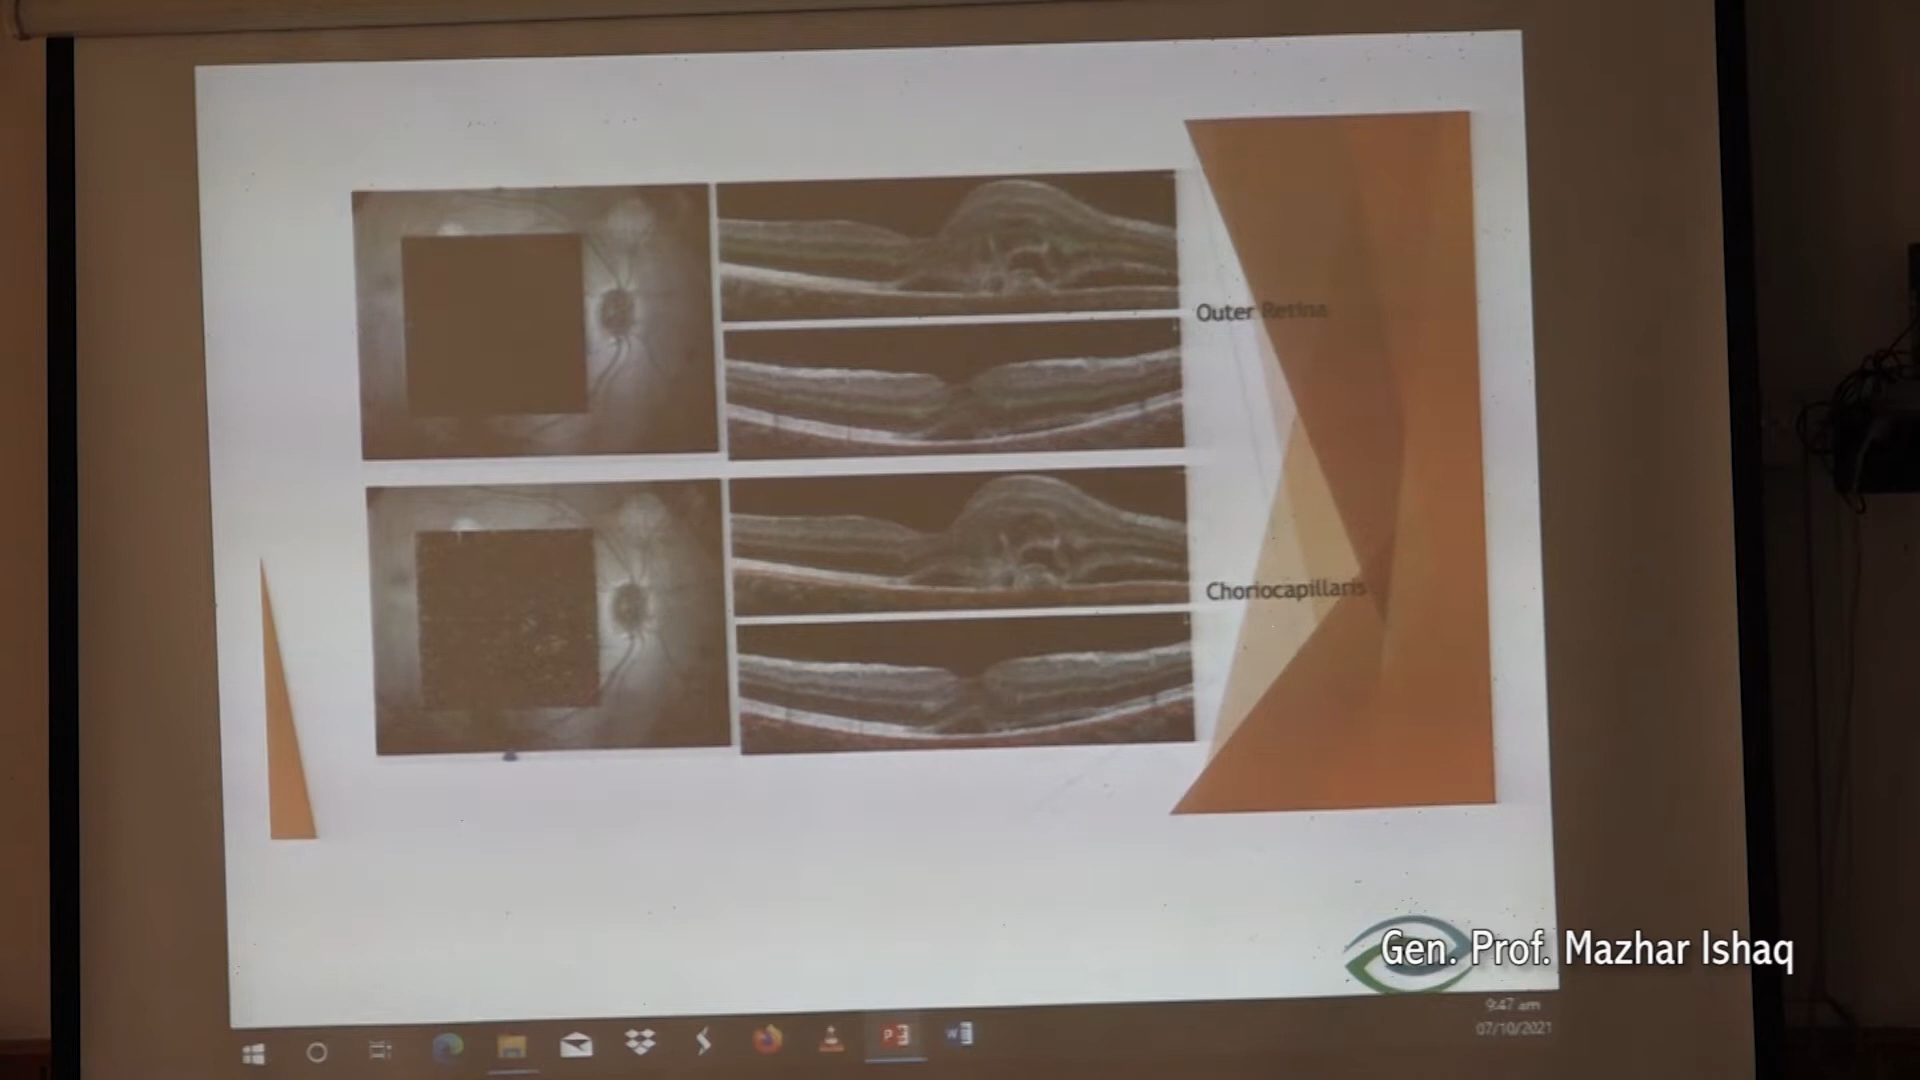 Outer Retina
Choriocapillaris
Gen. Prof. Mazhar Ishaq
9:47 am
07/10/2021